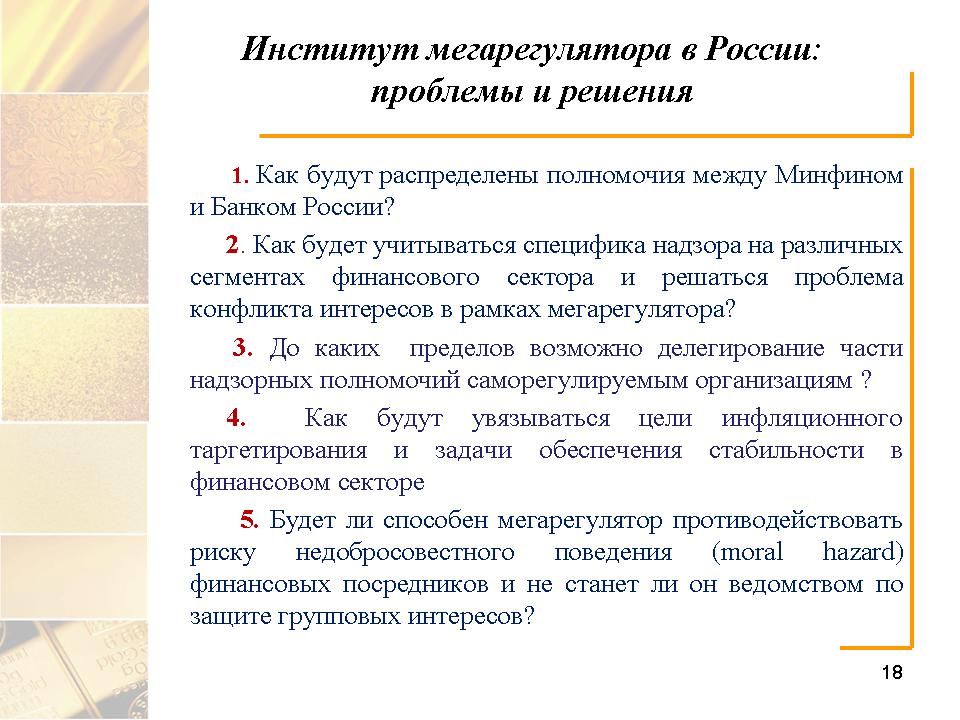 Институт мегарегулятора в России:
проблемы и решения
1. Как будут распределены полномочия между Минфином
и Банком России?
2. Как будет учитываться специфика надзора на различных
сегментах финансового сектора и решаться проблема
конфликта интересов в рамках мегарегулятора?
3. До каких пределов возможно делегирование части
надзорных полномочий саморегулируемым организациям ?
4. Как будут увязываться цели инфляционного
таргетирования и задачи обеспечения стабильности в
финансовом секторе
5. Будет ли способен мегарегулятор противодействовать
риску недобросовестного поведения (moral hazard)
финансовых посредников и не станет ли он ведомством по
защите групповых интересов?
18